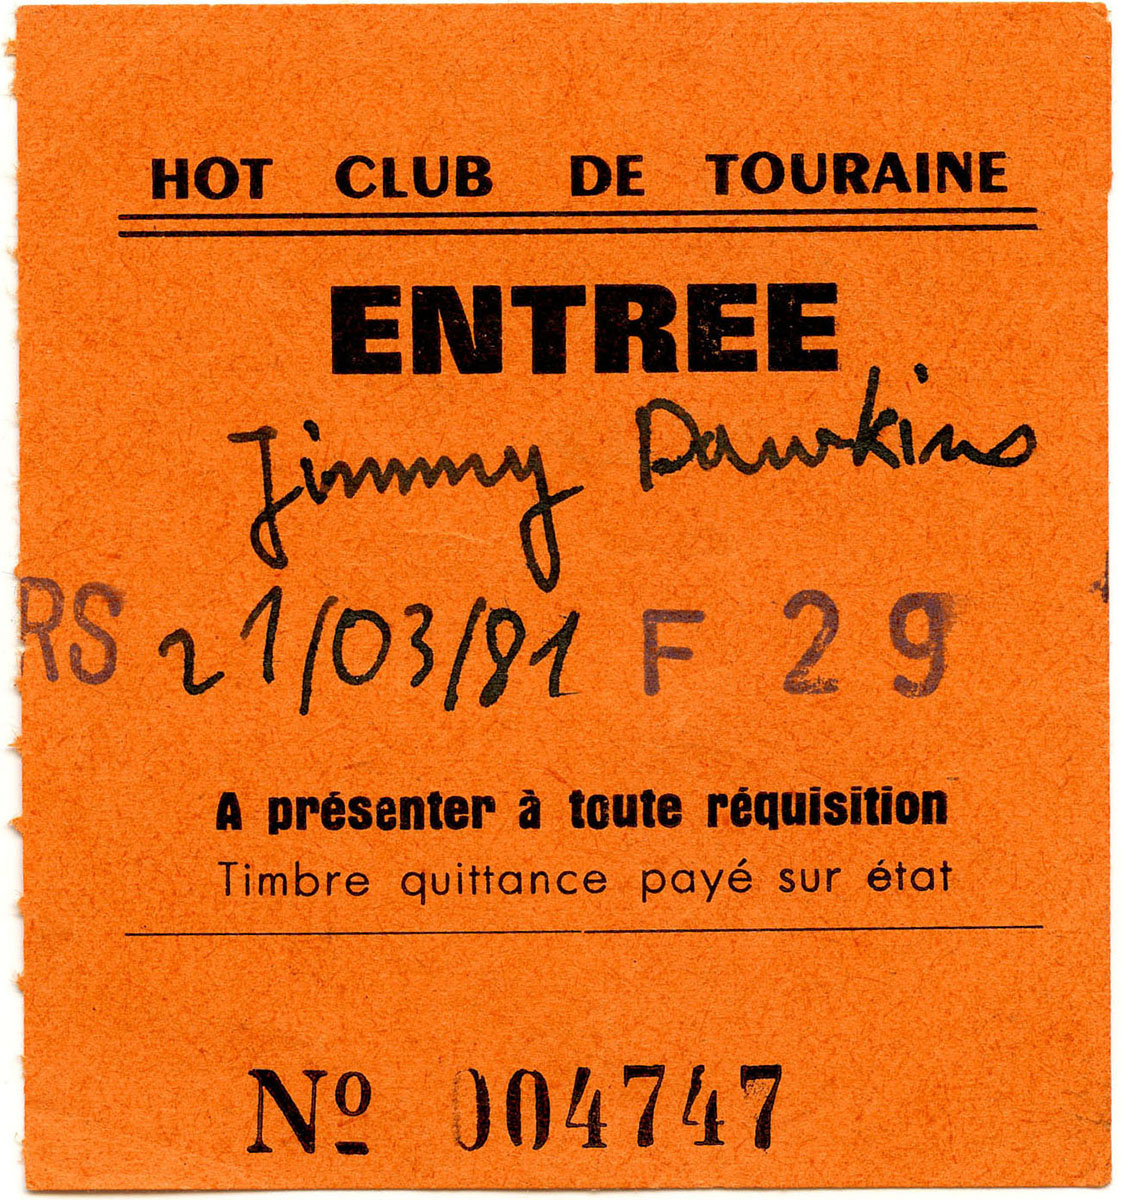 HOT CLUB DE TOURAINE
ENTREE
Jimmy Dawkins
RS 21/03/81 F 29
A présenter à toute réquisition
Timbre quittance payé sur état
Nº 004747